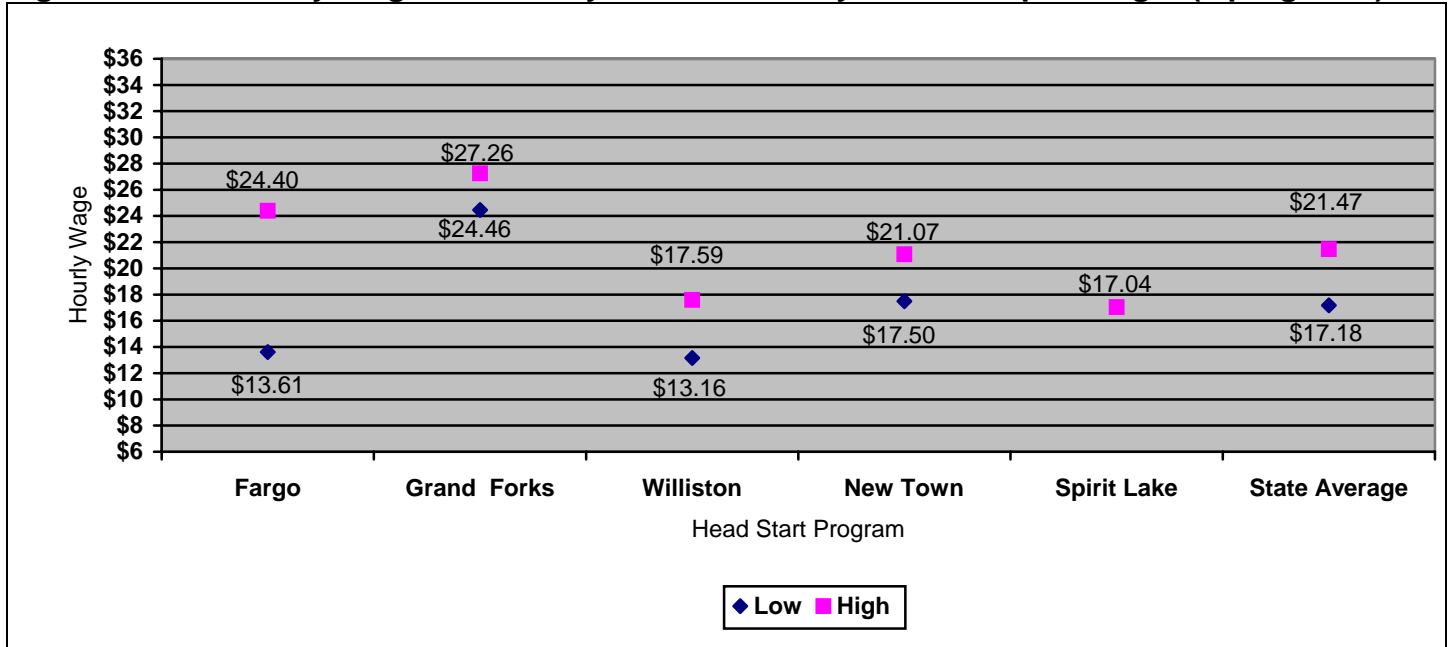 $36
$34
$32
$30
$28
$26
$24
$22
$20
$18
$16
$14
$12
$10
$8
$6
Hourly Wage
$24.40
$13.61
$27.26
$24.46
$17.59
$13.16
$21.07
$17.50
$17.04
$21.47
$17.18
Fargo
Grand Forks
Williston
New Town
Spirit Lake
State Average
Head Start Program
Low
High